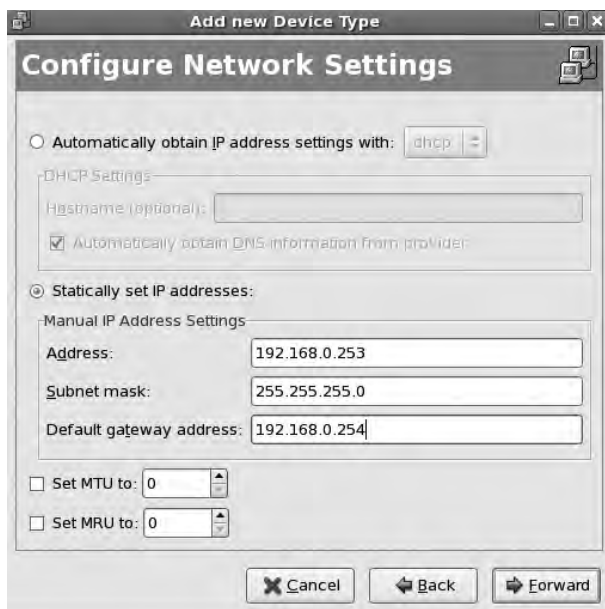 Add new Device Type
Configure Network Settings
Automatically obtain IP address settings with: dhcp
DHCP Settings
Hostname (optional):
Automatically obtain DNS information from provider
Statically set IP addresses:
Manual IP Address Settings
Address: 192.168.0.253
Subnet mask: 255.255.255.0
Default gateway address: 192.168.0.254
Set MTU to: 0
Set MRU to: 0
Cancel Back Forward